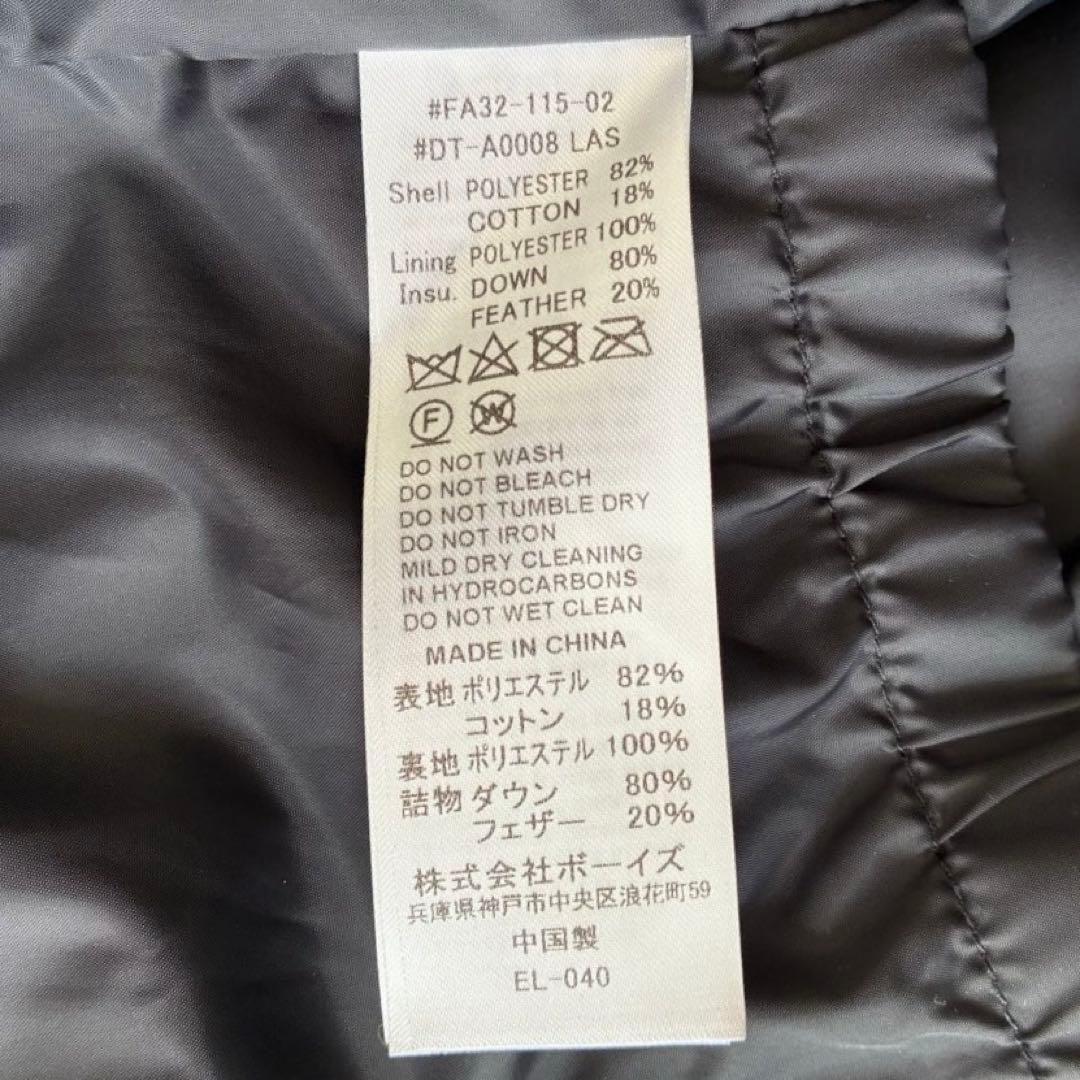 #FA32-115-02
#DT-A0008 LAS
Shell POLYESTER 82%
COTTON 18%
Lining POLYESTER 100%
Insu. DOWN 80%
FEATHER 20%
F W
DO NOT WASH
DO NOT BLEACH
DO NOT TUMBLE DRY
DO NOT IRON
MILD DRY CLEANING
IN HYDROCARBONS
DO NOT WET CLEAN
MADE IN CHINA
表地 ポリエステル 82%
コットン 18%
裏地 ポリエステル 100%
詰物 ダウン 80%
フェザー 20%
株式会社ボーイズ
兵庫県神戸市中央区浪花町59
中国製
EL-040